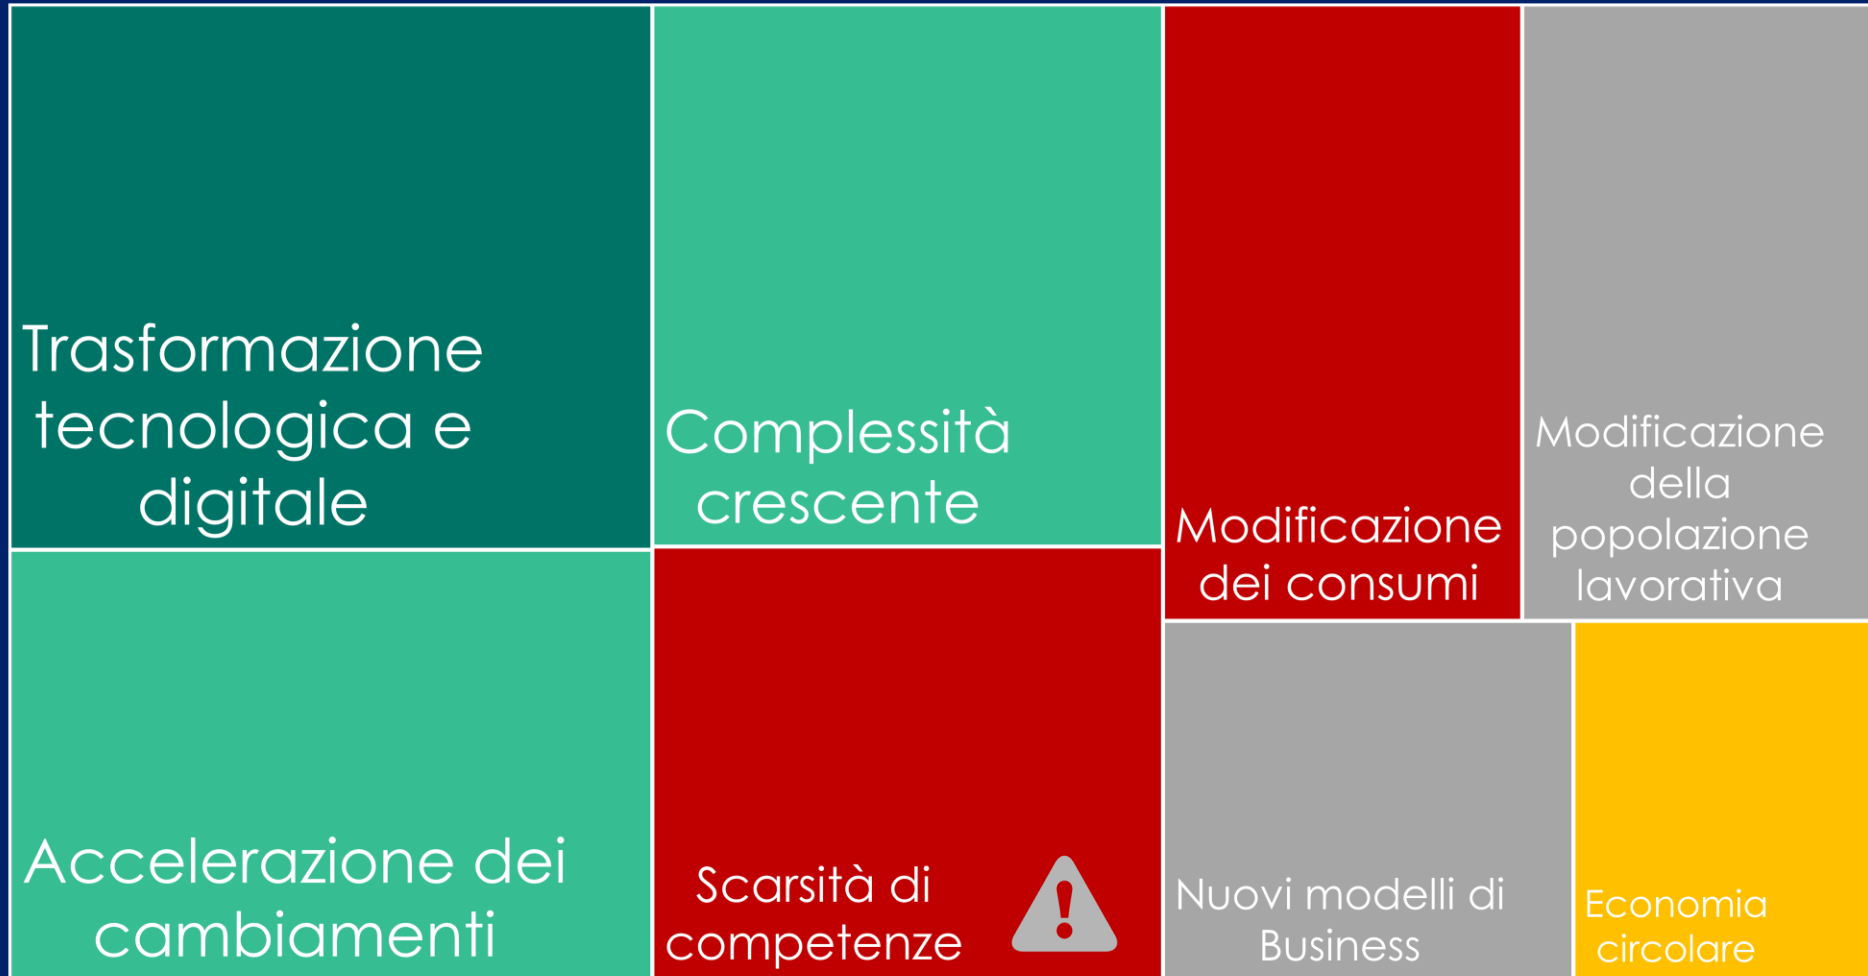 Trasformazione
tecnologica e
digitale
Complessità
crescente
Modificazione
dei consumi
Modificazione
della
popolazione
lavorativa
Accelerazione dei
cambiamenti
Scarsità di
competenze
!
Nuovi modelli di
Business
Economia
circolare